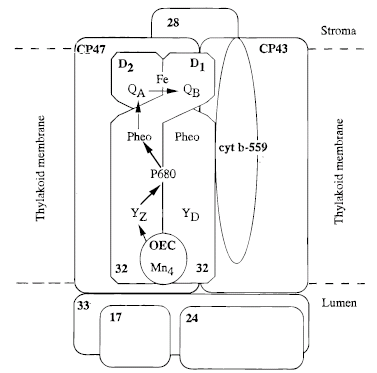 28
Stroma
CP47
CP43
D2
D1
Fe
QA
QB
Pheo
Pheo
cyt b-559
Thylakoid membrane
Thylakoid membrane
P680
YZ
YD
OEC
Mn4
32
32
Lumen
33
17
24